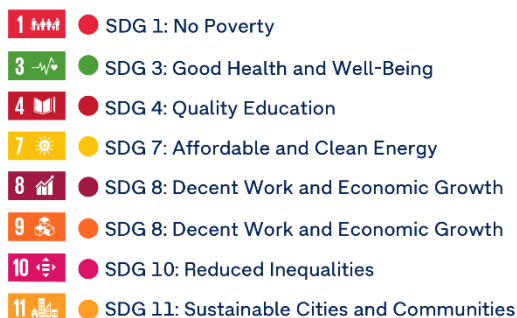 1 SDG 1: No Poverty
3 SDG 3: Good Health and Well-Being
4 SDG 4: Quality Education
7 SDG 7: Affordable and Clean Energy
8 SDG 8: Decent Work and Economic Growth
9 SDG 8: Decent Work and Economic Growth
10 SDG 10: Reduced Inequalities
11 SDG 11: Sustainable Cities and Communities